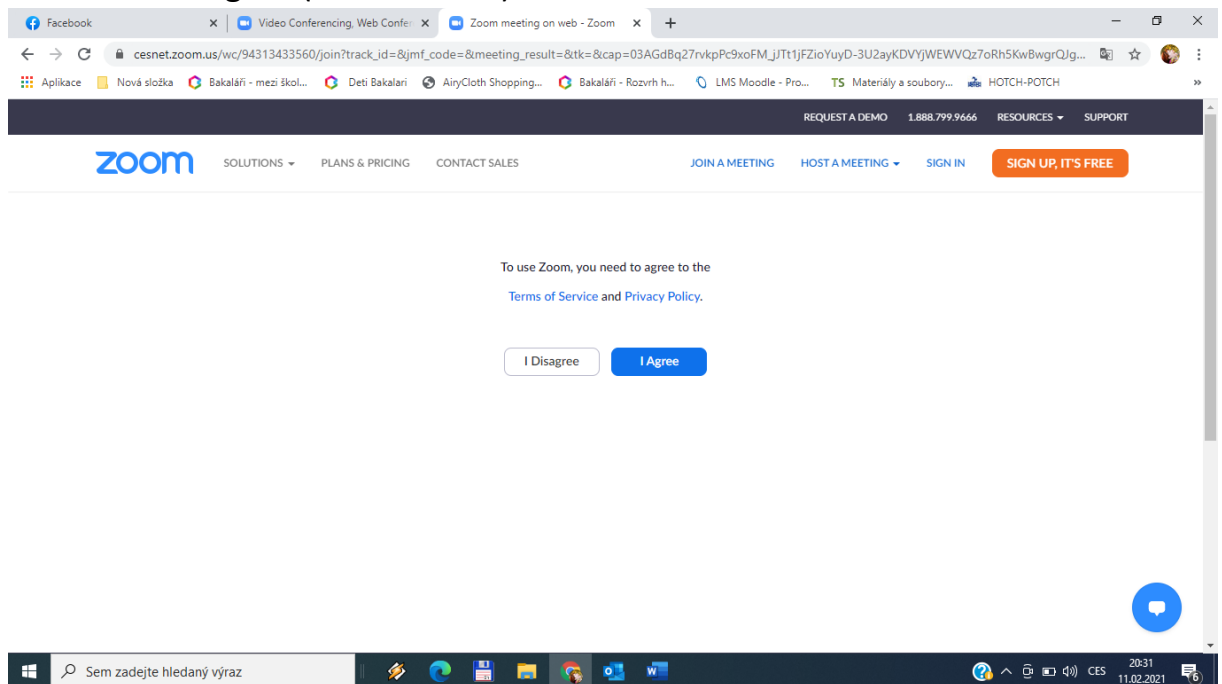 Facebook
Video Conferencing, Web Confer
Zoom meeting on web - Zoom
cesnet.zoom.us/wc/94313433560/join?track_id=&jmf_code=&meeting_result=&tk=&cap=03AGdBq27rvkpPc9xoFM_jJTt1jFZioYuyD-3U2ayKDVYjWEWVQz7oRh5KwBwgrQJg...
Aplikace
Nová složka
Bakaláři - mezi škol...
Deti Bakalari
AiryCloth Shopping...
Bakaláři - Rozvrh h...
LMS Moodle - Pro...
TS Materiály a soubory...
HOTCH-POTCH
»
REQUEST A DEMO 1.888.799.9666 RESOURCES SUPPORT
zoom SOLUTIONS PLANS & PRICING CONTACT SALES JOIN A MEETING HOST A MEETING SIGN IN SIGN UP, IT'S FREE
To use Zoom, you need to agree to the
Terms of Service and Privacy Policy.
I Disagree I Agree
Sem zadejte hledaný výraz
CES
20:31
11.02.2021
6